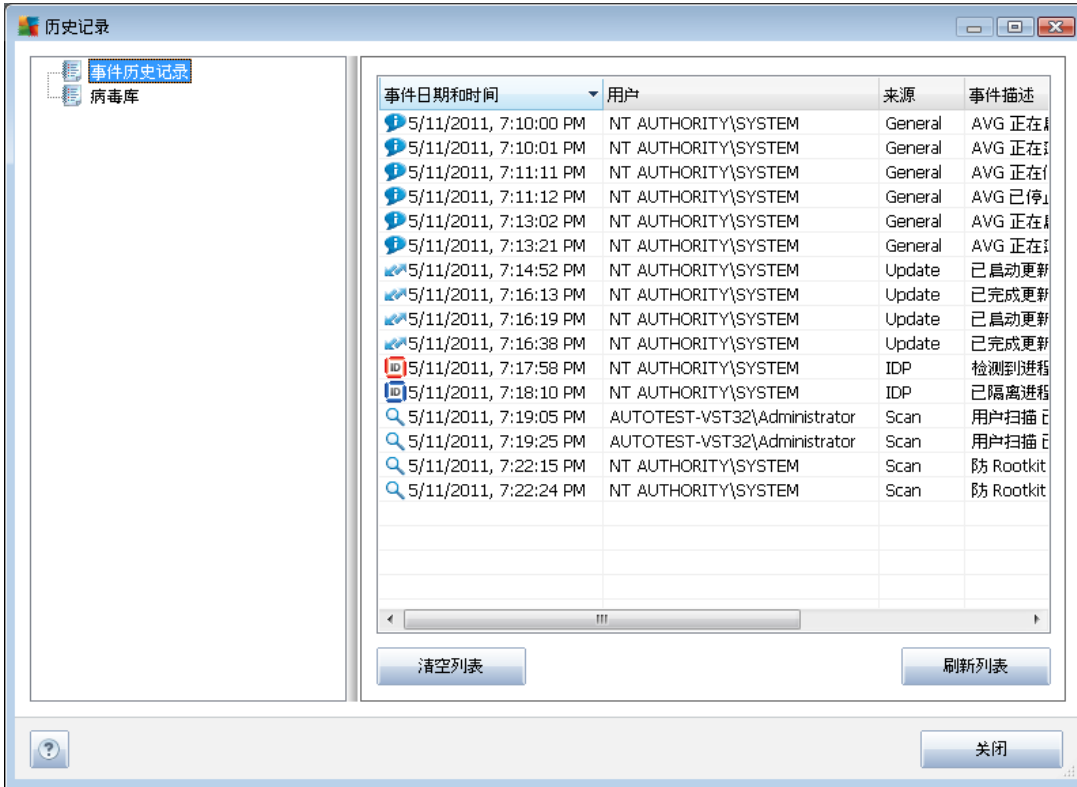 历史记录
事件历史记录
病毒库
事件日期和时间 用户 来源 事件描述
5/11/2011, 7:10:00 PM NT AUTHORITY\SYSTEM General AVG 正在
5/11/2011, 7:10:01 PM NT AUTHORITY\SYSTEM General AVG 正在
5/11/2011, 7:11:11 PM NT AUTHORITY\SYSTEM General AVG 正在
5/11/2011, 7:11:12 PM NT AUTHORITY\SYSTEM General AVG 已停
5/11/2011, 7:13:02 PM NT AUTHORITY\SYSTEM General AVG 正在
5/11/2011, 7:13:21 PM NT AUTHORITY\SYSTEM General AVG 正在
5/11/2011, 7:14:52 PM NT AUTHORITY\SYSTEM Update 已启动更新
5/11/2011, 7:16:13 PM NT AUTHORITY\SYSTEM Update 已完成更新
5/11/2011, 7:16:19 PM NT AUTHORITY\SYSTEM Update 已启动更新
5/11/2011, 7:16:38 PM NT AUTHORITY\SYSTEM Update 已完成更新
ID 5/11/2011, 7:17:58 PM NT AUTHORITY\SYSTEM IDP 检测到进程
ID 5/11/2011, 7:18:10 PM NT AUTHORITY\SYSTEM IDP 已隔离进程
5/11/2011, 7:19:05 PM AUTOTEST-VST32\Administrator Scan 用户扫描
5/11/2011, 7:19:25 PM AUTOTEST-VST32\Administrator Scan 用户扫描
5/11/2011, 7:22:15 PM NT AUTHORITY\SYSTEM Scan 防 Rootkit
5/11/2011, 7:22:24 PM NT AUTHORITY\SYSTEM Scan 防 Rootkit
清空列表 刷新列表
? 关闭